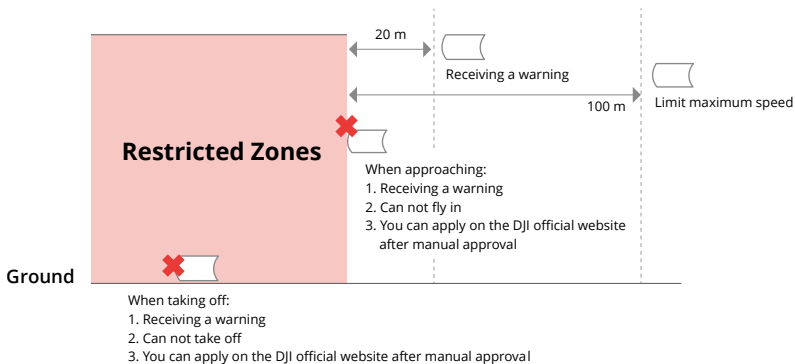 20 m
Receiving a warning
100 m
Limit maximum speed
Restricted Zones
When approaching:
1. Receiving a warning
2. Can not fly in
3. You can apply on the DJI official website
after manual approval
Ground
When taking off:
1. Receiving a warning
2. Can not take off
3. You can apply on the DJI official website after manual approval